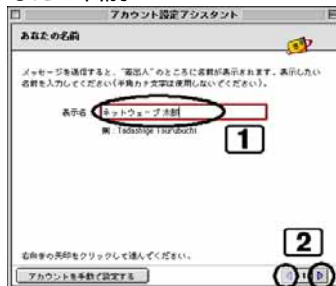 アカウント設定アシスタント
あなたの名前
メッセージを送信すると、"差出人"のところに名前が表示されます。表示したい
名前を入力してください(半角カナ文字は使用しないでください)。
表示名
ネットウェーブ 太郎
例: Tadashige Tsurubuchi
1
2
右向きの矢印をクリックして進んでください。
アカウントを手動で設定する
1